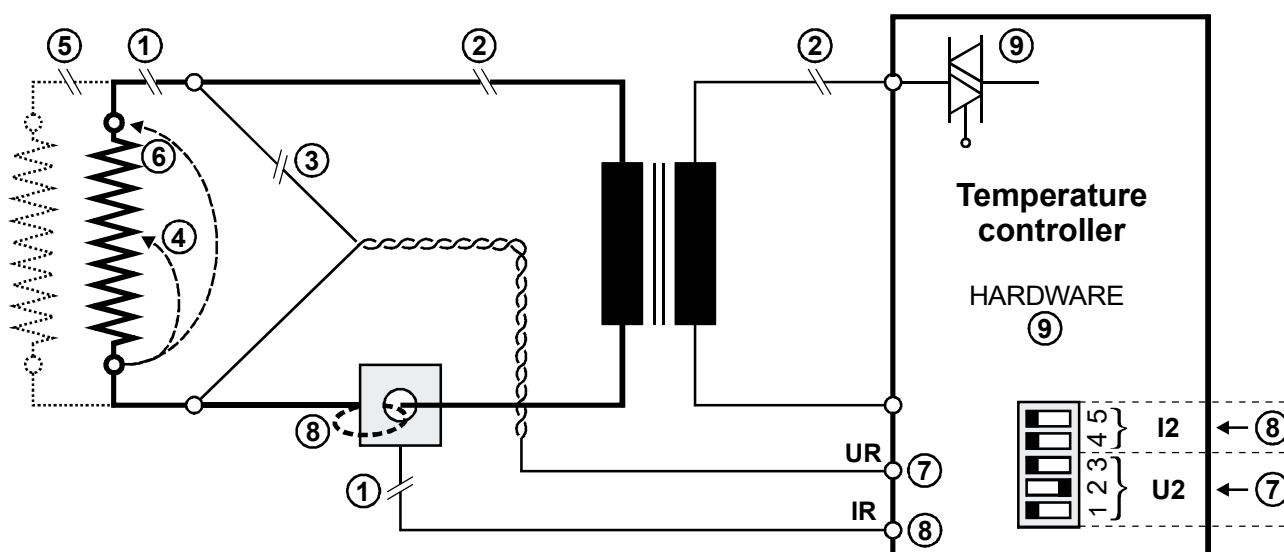 ⑤ ① ② ② ⑨
⑥ ③
④
Temperature
controller
HARDWARE
⑨
⑧
5
4
I2
⑧
UR
⑦
3
2
1
U2
⑦
①
IR
⑧